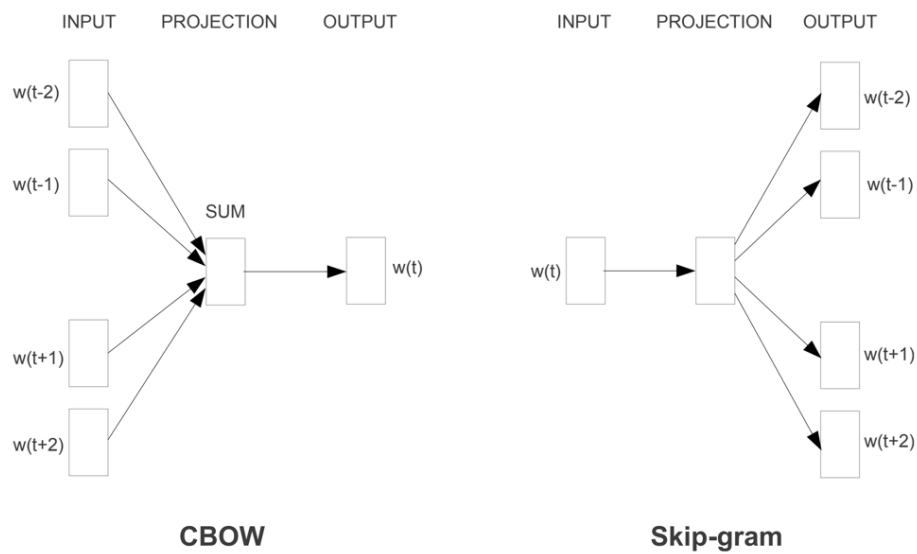 INPUT PROJECTION OUTPUT
w(t-2)
w(t-1)
SUM
w(t)
w(t+1)
w(t+2)
CBOW
INPUT PROJECTION OUTPUT
w(t-2)
w(t-1)
w(t)
w(t+1)
w(t+2)
Skip-gram